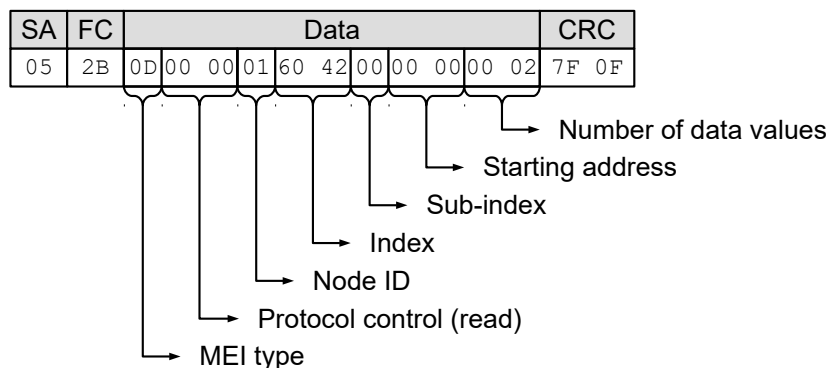 SA FC Data CRC
05 2B 0D 00 00 01 60 42 00 00 00 00 02 7F 0F
Number of data values
Starting address
Sub-index
Index
Node ID
Protocol control (read)
MEI type